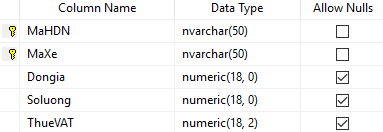 Column Name Data Type Allow Nulls
MaHDN nvarchar(50)
MaXe nvarchar(50)
Dongia numeric(18, 0)
Soluong numeric(18, 0)
ThueVAT numeric(18, 2)